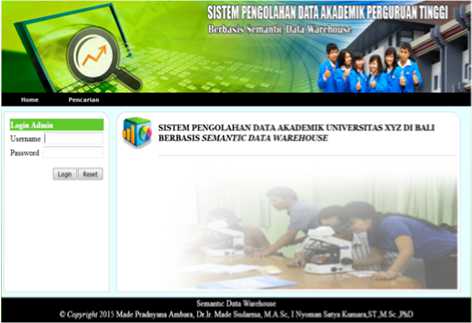 SISTEM PENGOLAHAN DATA AKADEMIK PERGURUAN TINGGI
Berbasis Semantic Data Warehouse
Home Pencarian
Login Admin
Username
Password
Login Reset
SISTEM PENGOLAHAN DATA AKADEMIK UNIVERSITAS XYZ DI BALI
BERBASIS SEMANTIC DATA WAREHOUSE
Semantic Data Warehouse
© Copyright 2015 Made Pradnyana Ambara, Dr.Ir. Made Sudarma, M.A.Sc, I Nyoman Satya Kumara,ST.,M.Sc.,PhD